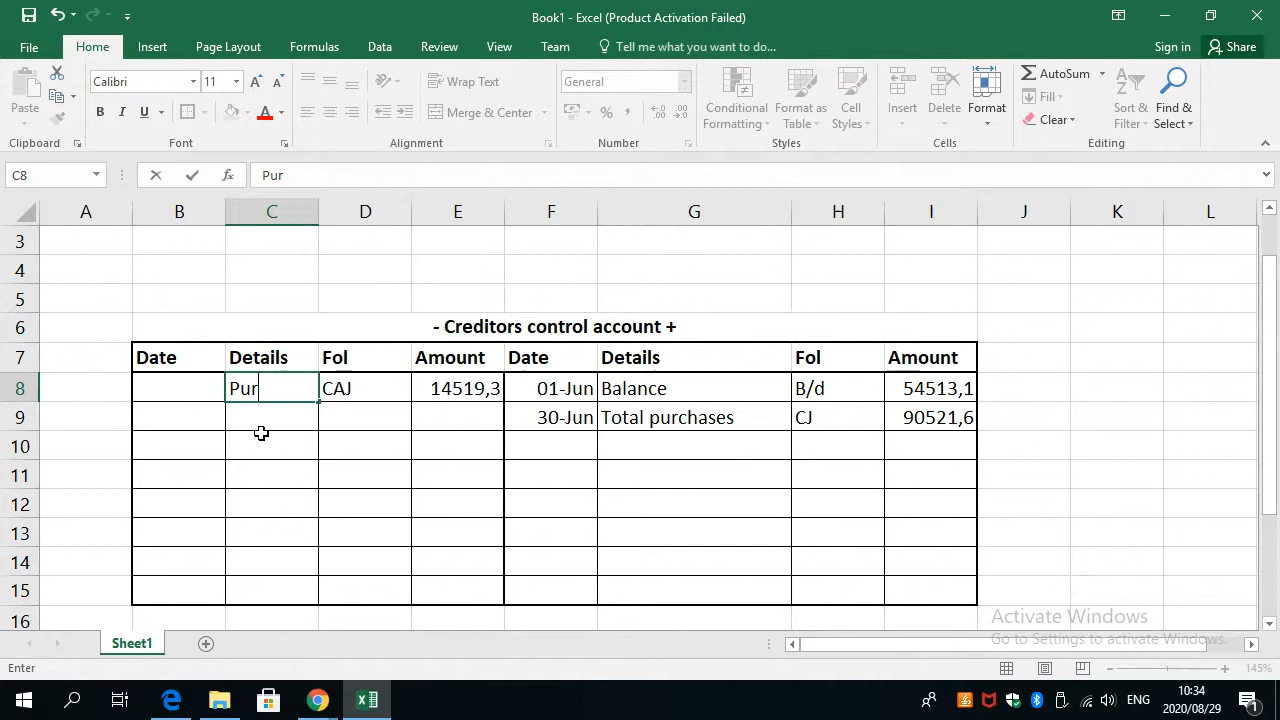 Book1 - Excel (Product Activation Failed)
File Home Insert Page Layout Formulas Data Review View Team Tell me what you want to do... Sign in Share
Paste
Calibri 11
B I U A
Wrap Text
Merge & Center
General
% ,
Conditional Formatting
Format as Table
Cell Styles
Insert Delete Format
AutoSum
Fill
Clear
Sort & Filter
Find & Select
Clipboard Font Alignment Number Styles Cells Editing
C8 fx Pur
A B C D E F G H I J K L
3
4
5
6 - Creditors control account +
7 Date Details Fol Amount Date Details Fol Amount
8 Pur CAJ 14519,3 01-Jun Balance B/d 54513,1
9 30-Jun Total purchases CJ 90521,6
10
11
12
13
14
15
16
Activate Windows
Go to Settings to activate Windows.
Sheet1
Enter 145%
ENG
10:34
2020/08/29
1